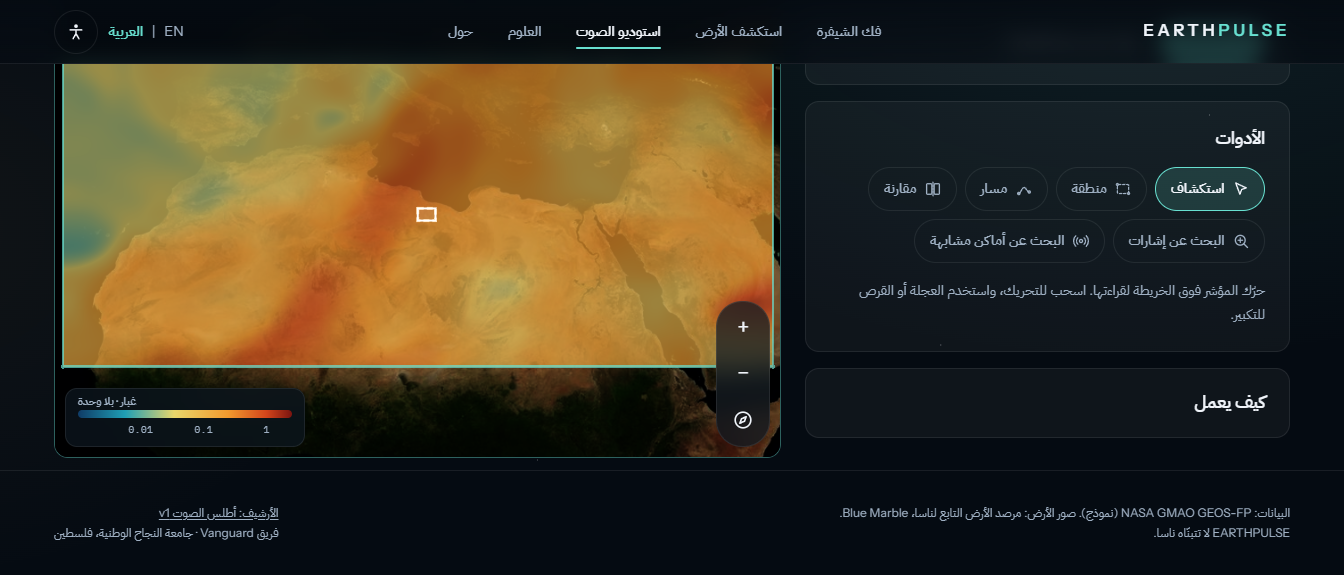 EARTHPULSE
فك الشيفرة
استكشف الأرض
استوديو الصوت
العلوم
حول
EN | العربية
الأدوات
استكشاف
منطقة
مسار
مقارنة
البحث عن إشارات
البحث عن أماكن مشابهة
حرّك المؤشر فوق الخريطة لقراءتها. اسحب للتحريك، واستخدم العجلة أو القرص
للتكبير.
كيف يعمل
+
−
غبار · بلا وحدة
0.01 0.1 1
البيانات: NASA GMAO GEOS-FP (نموذج). صور الأرض: مرصد الأرض التابع لناسا، Blue Marble.
EARTHPULSE لا تتبنّاه ناسا.
الأرشيف: أطلس الصوت v1
فريق Vanguard · جامعة النجاح الوطنية، فلسطين